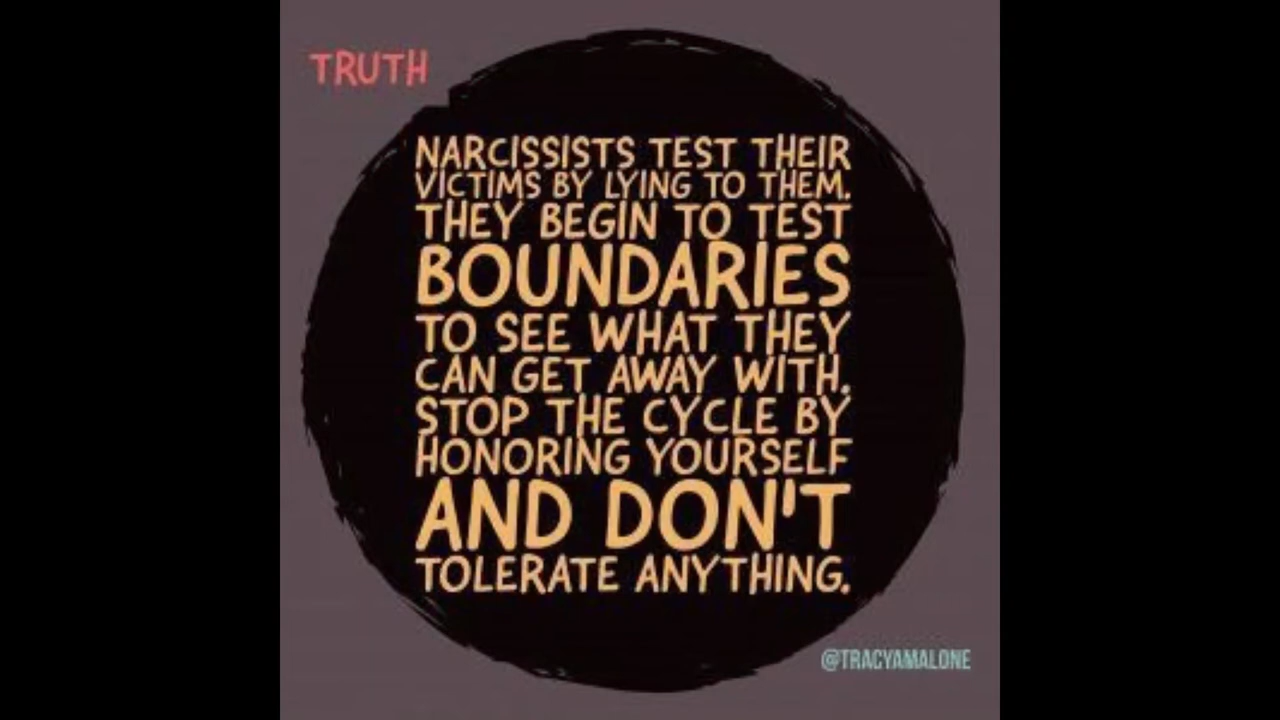 TRUTH
NARCISSISTS TEST THEIR
VICTIMS BY LYING TO THEM.
THEY BEGIN TO TEST
BOUNDARIES
TO SEE WHAT THEY
CAN GET AWAY WITH.
STOP THE CYCLE BY
HONORING YOURSELF
AND DON'T
TOLERATE ANYTHING.
@TRACYAMALONE